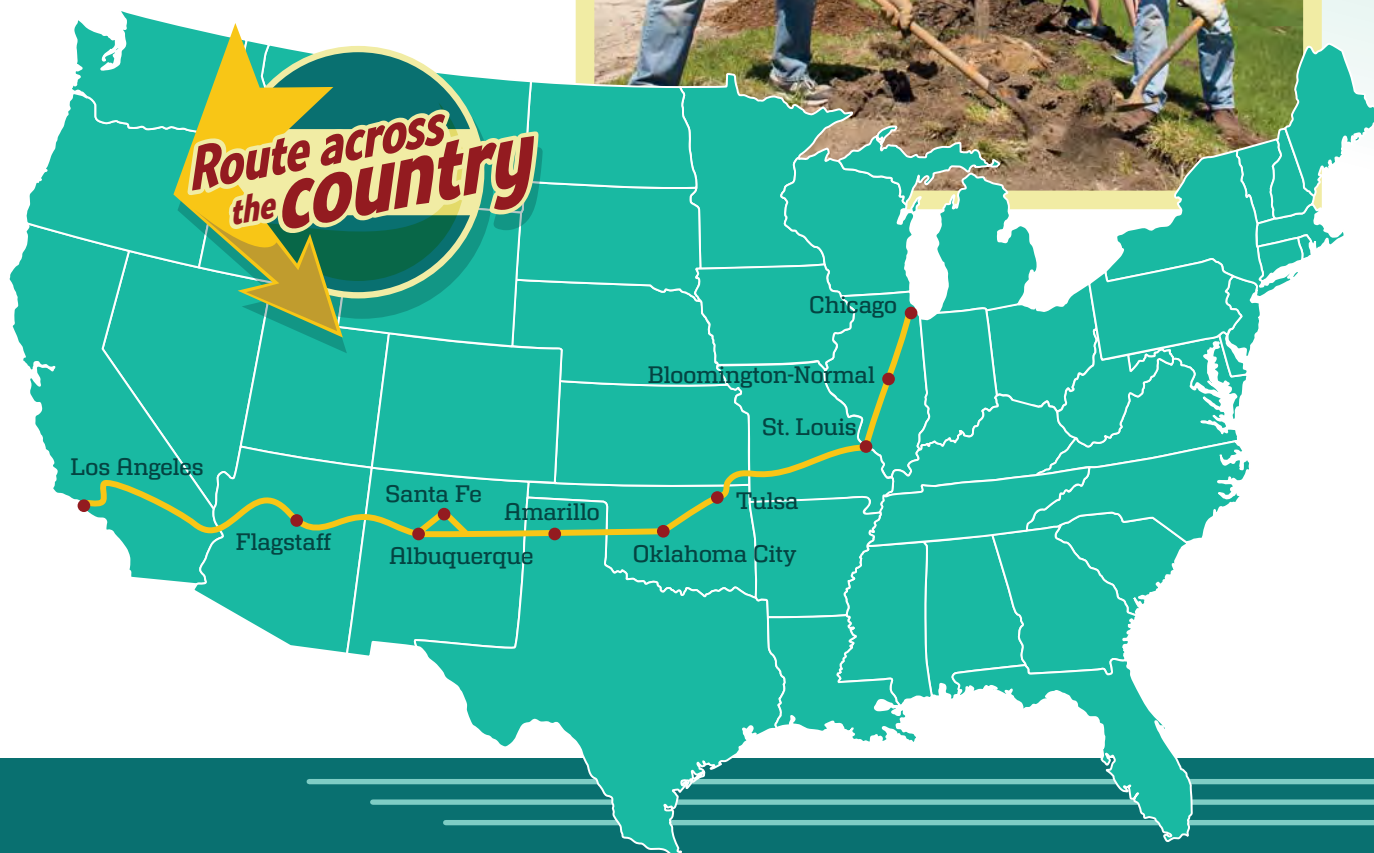 Route across
the country
Chicago
Bloomington-Normal
St. Louis
Los Angeles
Santa Fe
Amarillo
Tulsa
Flagstaff
Albuquerque
Oklahoma City